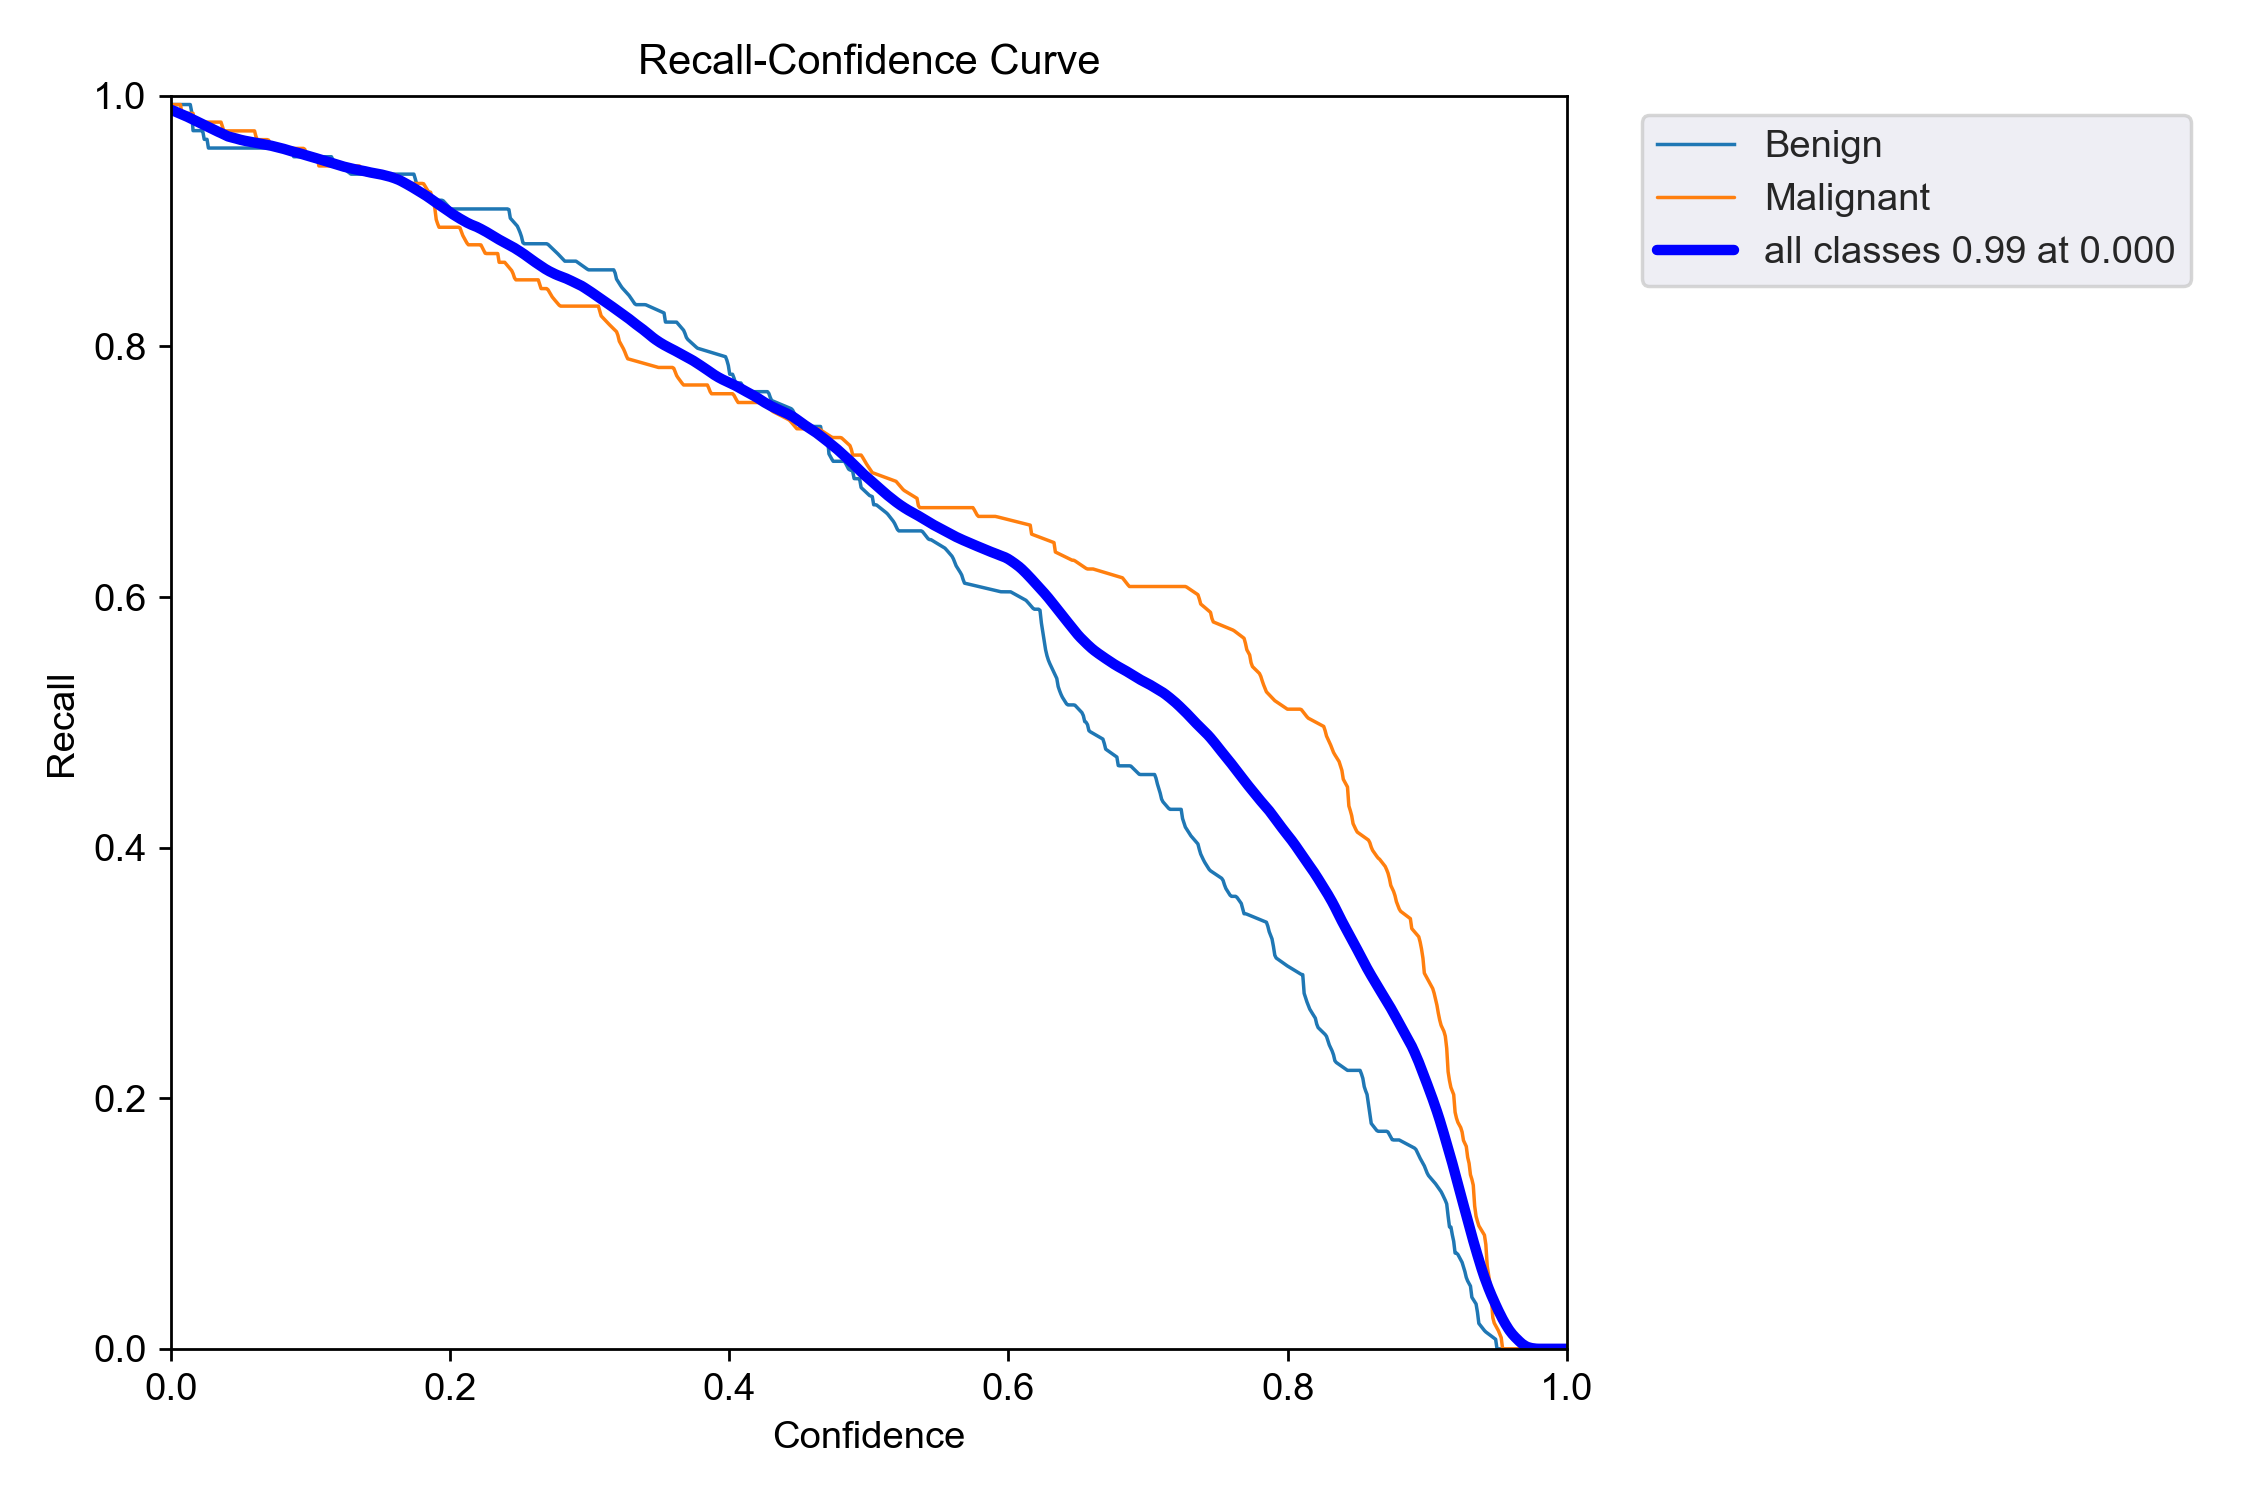 Recall-Confidence Curve
1.0
0.8
0.6
0.4
0.2
0.0
Recall
0.0 0.2 0.4 0.6 0.8 1.0
Confidence
Benign
Malignant
all classes 0.99 at 0.000